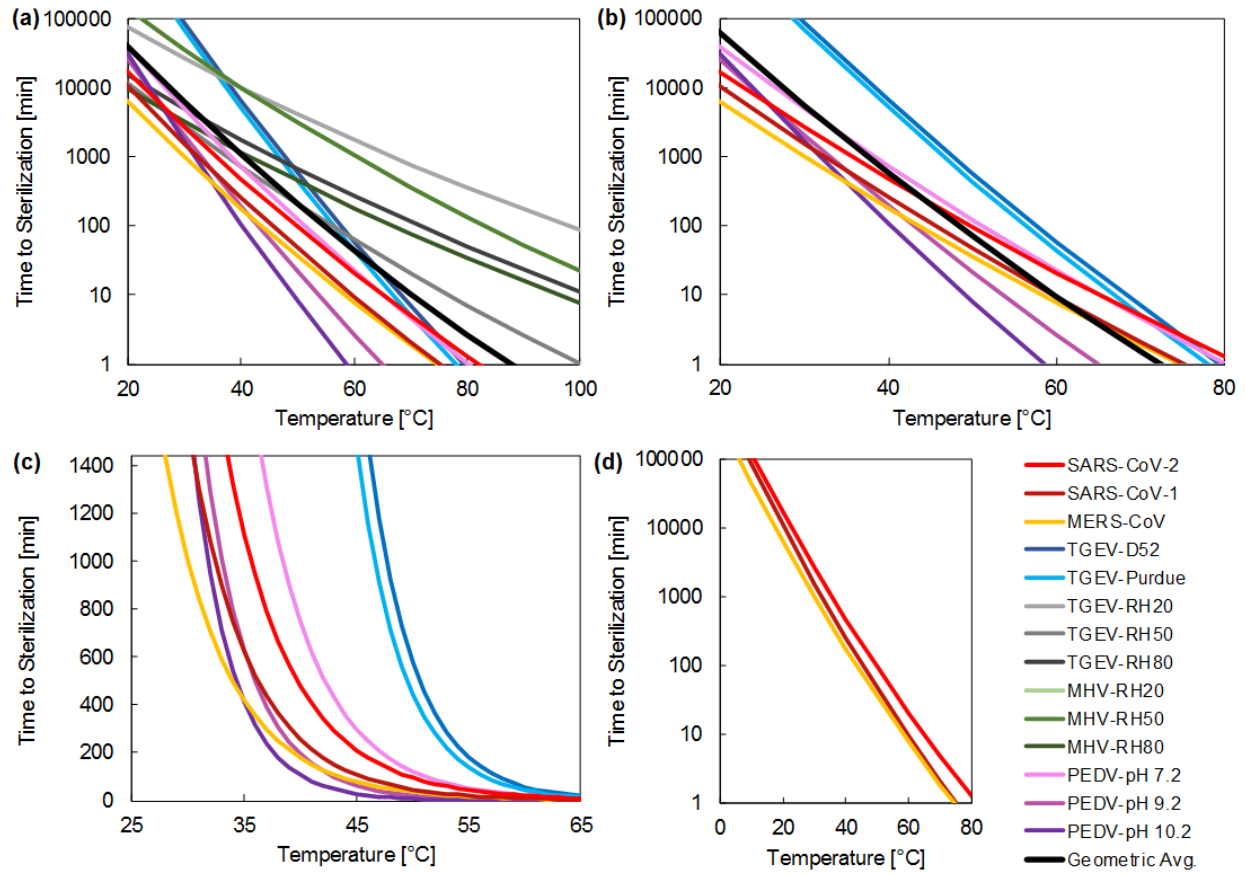 (a)
100000
10000
1000
100
10
1
Time to Sterilization [min]
20 40 60 80 100
Temperature [°C]
(b)
100000
10000
1000
100
10
1
Time to Sterilization [min]
20 40 60 80
Temperature [°C]
(c)
1400
1200
1000
800
600
400
200
0
Time to Sterilization [min]
25 35 45 55 65
Temperature [°C]
(d)
100000
10000
1000
100
10
1
Time to Sterilization [min]
0 20 40 60 80
Temperature [°C]
SARS-CoV-2
SARS-CoV-1
MERS-CoV
TGEV-D52
TGEV-Purdue
TGEV-RH20
TGEV-RH50
TGEV-RH80
MHV-RH20
MHV-RH50
MHV-RH80
PEDV-pH 7.2
PEDV-pH 9.2
PEDV-pH 10.2
Geometric Avg.